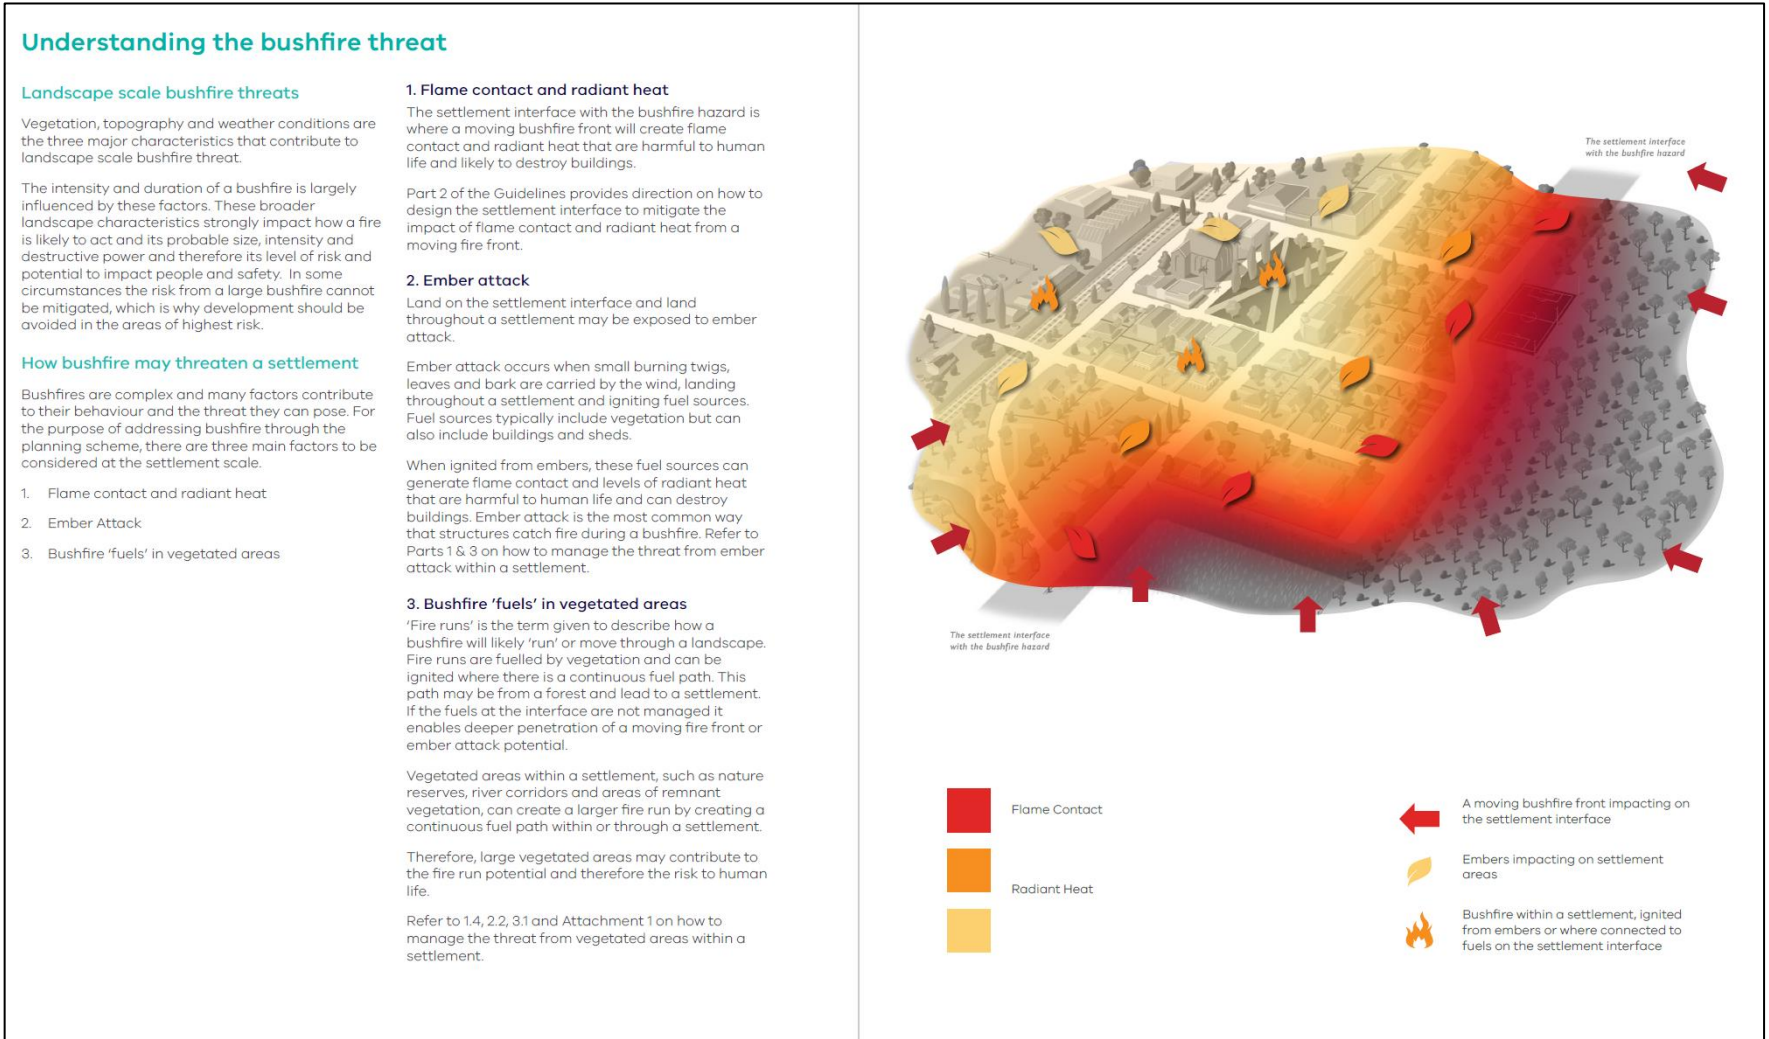 Understanding the bushfire threat
Landscape scale bushfire threats
Vegetation, topography and weather conditions are
the three major characteristics that contribute to
landscape scale bushfire threat.
The intensity and duration of a bushfire is largely
influenced by these factors. These broader
landscape characteristics strongly impact how a fire
is likely to act and its probable size, intensity and
destructive power and therefore its level of risk and
potential to impact people and safety. In some
circumstances the risk from a large bushfire cannot
be mitigated, which is why development should be
avoided in the areas of highest risk.
How bushfire may threaten a settlement
Bushfires are complex and many factors contribute
to their behaviour and the threat they can pose. For
the purpose of addressing bushfire through the
planning scheme, there are three main factors to be
considered at the settlement scale.
1. Flame contact and radiant heat
2. Ember Attack
3. Bushfire 'fuels' in vegetated areas
1. Flame contact and radiant heat
The settlement interface with the bushfire hazard is
where a moving bushfire front will create flame
contact and radiant heat that are harmful to human
life and likely to destroy buildings.
Part 2 of the Guidelines provides direction on how to
design the settlement interface to mitigate the
impact of flame contact and radiant heat from a
moving fire front.
2. Ember attack
Land on the settlement interface and land
throughout a settlement may be exposed to ember
attack.
Ember attack occurs when small burning twigs,
leaves and bark are carried by the wind, landing
throughout a settlement and igniting fuel sources.
Fuel sources typically include vegetation but can
also include buildings and sheds.
When ignited from embers, these fuel sources can
generate flame contact and levels of radiant heat
that are harmful to human life and can destroy
buildings. Ember attack is the most common way
that structures catch fire during a bushfire. Refer to
Parts 1 & 3 on how to manage the threat from ember
attack within a settlement.
3. Bushfire 'fuels' in vegetated areas
'Fire runs' is the term given to describe how a
bushfire will likely 'run' or move through a landscape.
Fire runs are fuelled by vegetation and can be
ignited where there is a continuous fuel path. This
path may be from a forest and lead to a settlement.
If the fuels at the interface are not managed it
enables deeper penetration of a moving fire front or
ember attack potential.
Vegetated areas within a settlement, such as nature
reserves, river corridors and areas of remnant
vegetation, can create a larger fire run by creating a
continuous fuel path within or through a settlement.
Therefore, large vegetated areas may contribute to
the fire run potential and therefore the risk to human
life.
Refer to 1.4, 2.2, 3.1 and Attachment 1 on how to
manage the threat from vegetated areas within a
settlement.
The settlement interface
with the bushfire hazard
The settlement interface
with the bushfire hazard
Flame Contact
Radiant Heat
A moving bushfire front impacting on
the settlement interface
Embers impacting on settlement
areas
Bushfire within a settlement, ignited
from embers or where connected to
fuels on the settlement interface